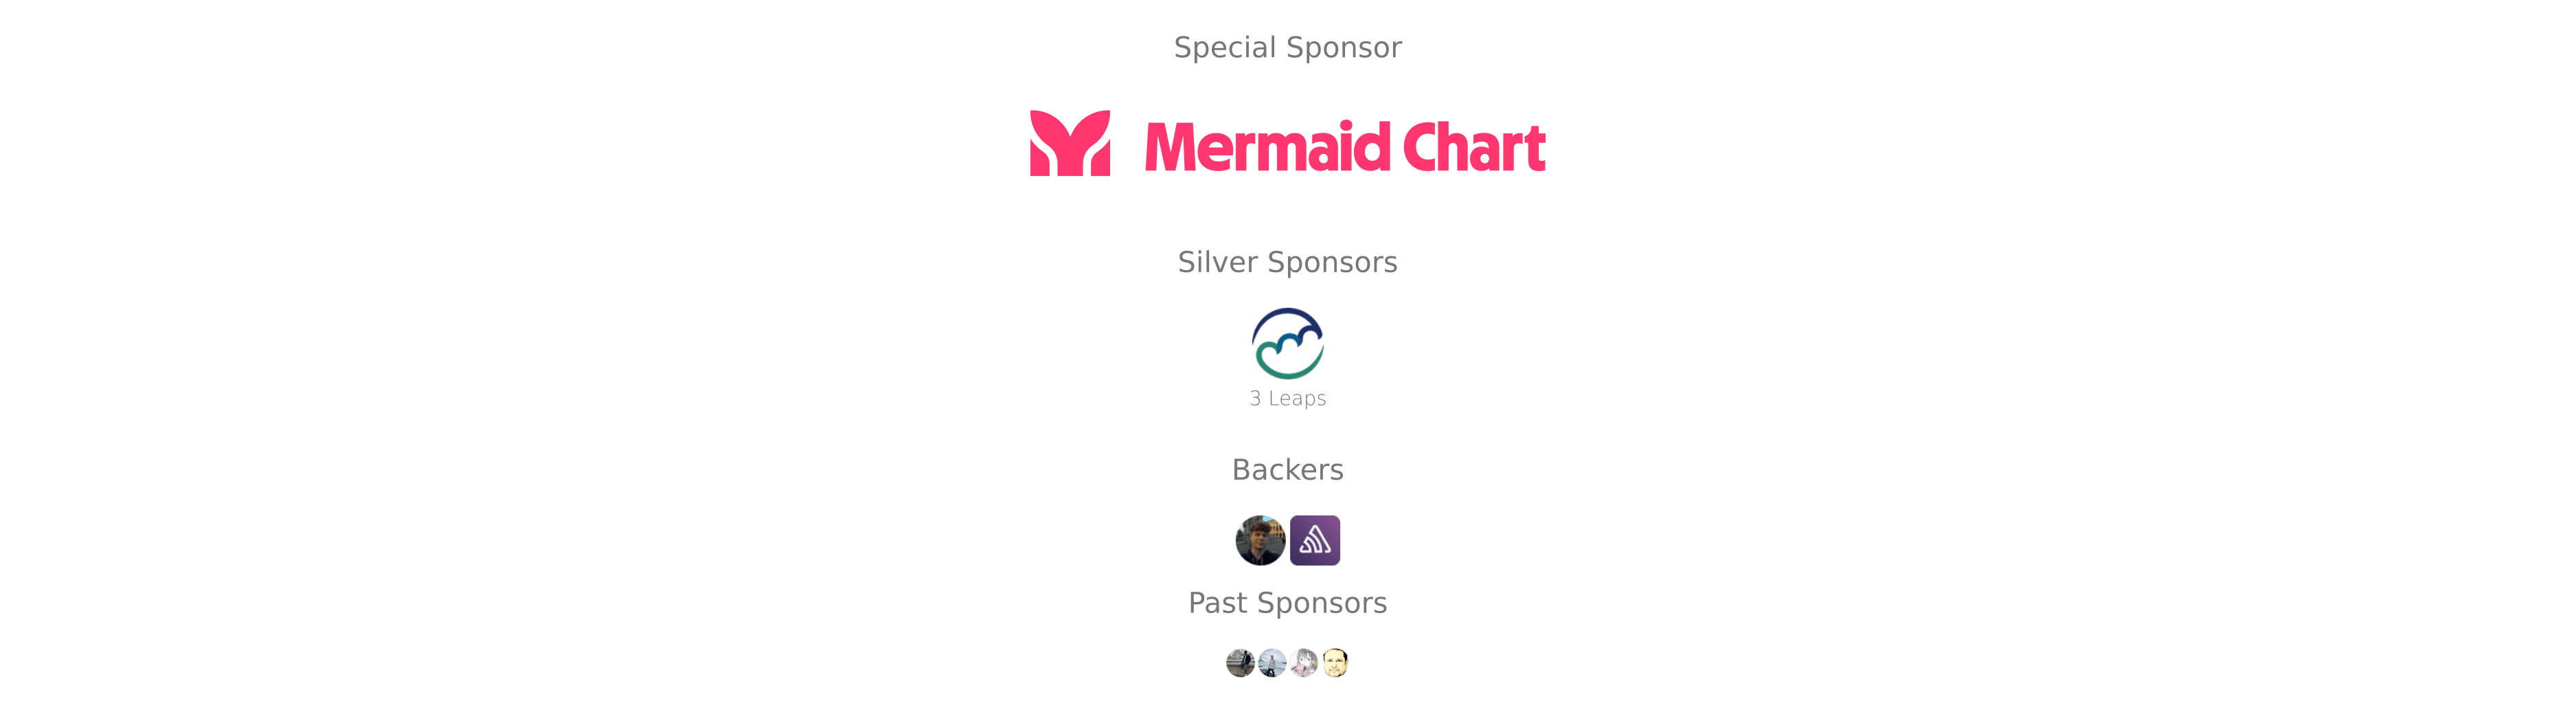 Special Sponsor
Mermaid Chart
Silver Sponsors
3 Leaps
Backers
Past Sponsors